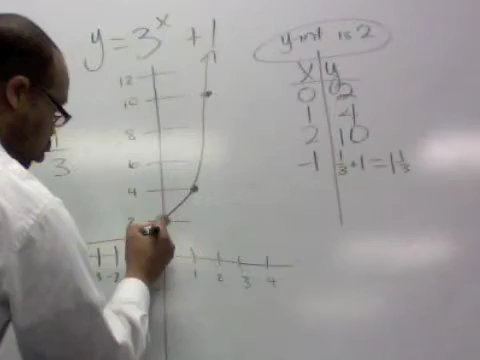 y = 3^x + 1
y-int is 2
x y
0 2
1 4
2 10
-1 1/3 + 1 = 1 1/3
1/3
12
10
8
6
4
2
3 -2 1 2 3 4